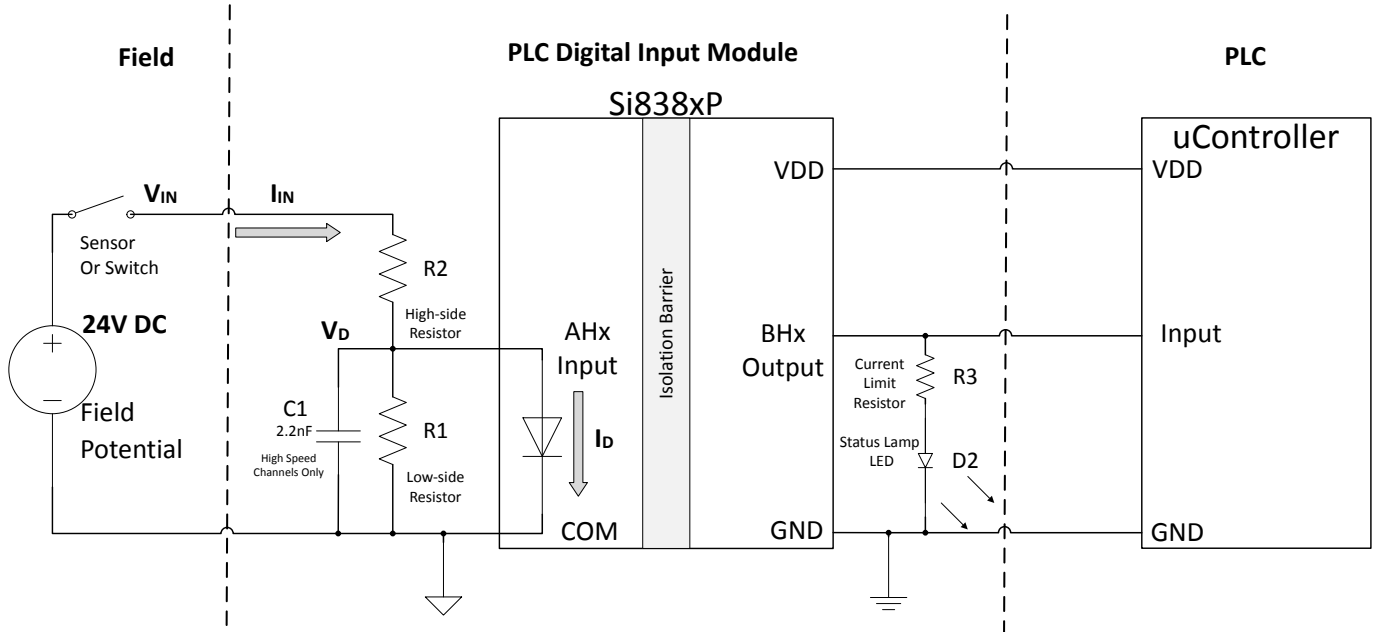 Field
PLC Digital Input Module
PLC
Si838xP
uController
VDD
VDD
VIN
IIN
Sensor
Or Switch
R2
High-side
Resistor
24V DC
VD
AHx
Input
Isolation Barrier
BHx
Output
Input
Current
Limit
Resistor
R3
Field
Potential
C1
2.2nF
High Speed
Channels Only
R1
Low-side
Resistor
ID
Status Lamp
LED
D2
COM
GND
GND